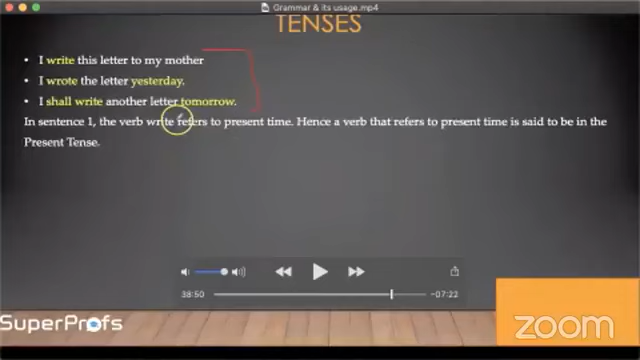 Grammar & its usage.mp4
TENSES
• I write this letter to my mother
• I wrote the letter yesterday.
• I shall write another letter tomorrow.
In sentence 1, the verb write refers to present time. Hence a verb that refers to present time is said to be in the
Present Tense.
38:50
-07:22
SuperProfs
zoom